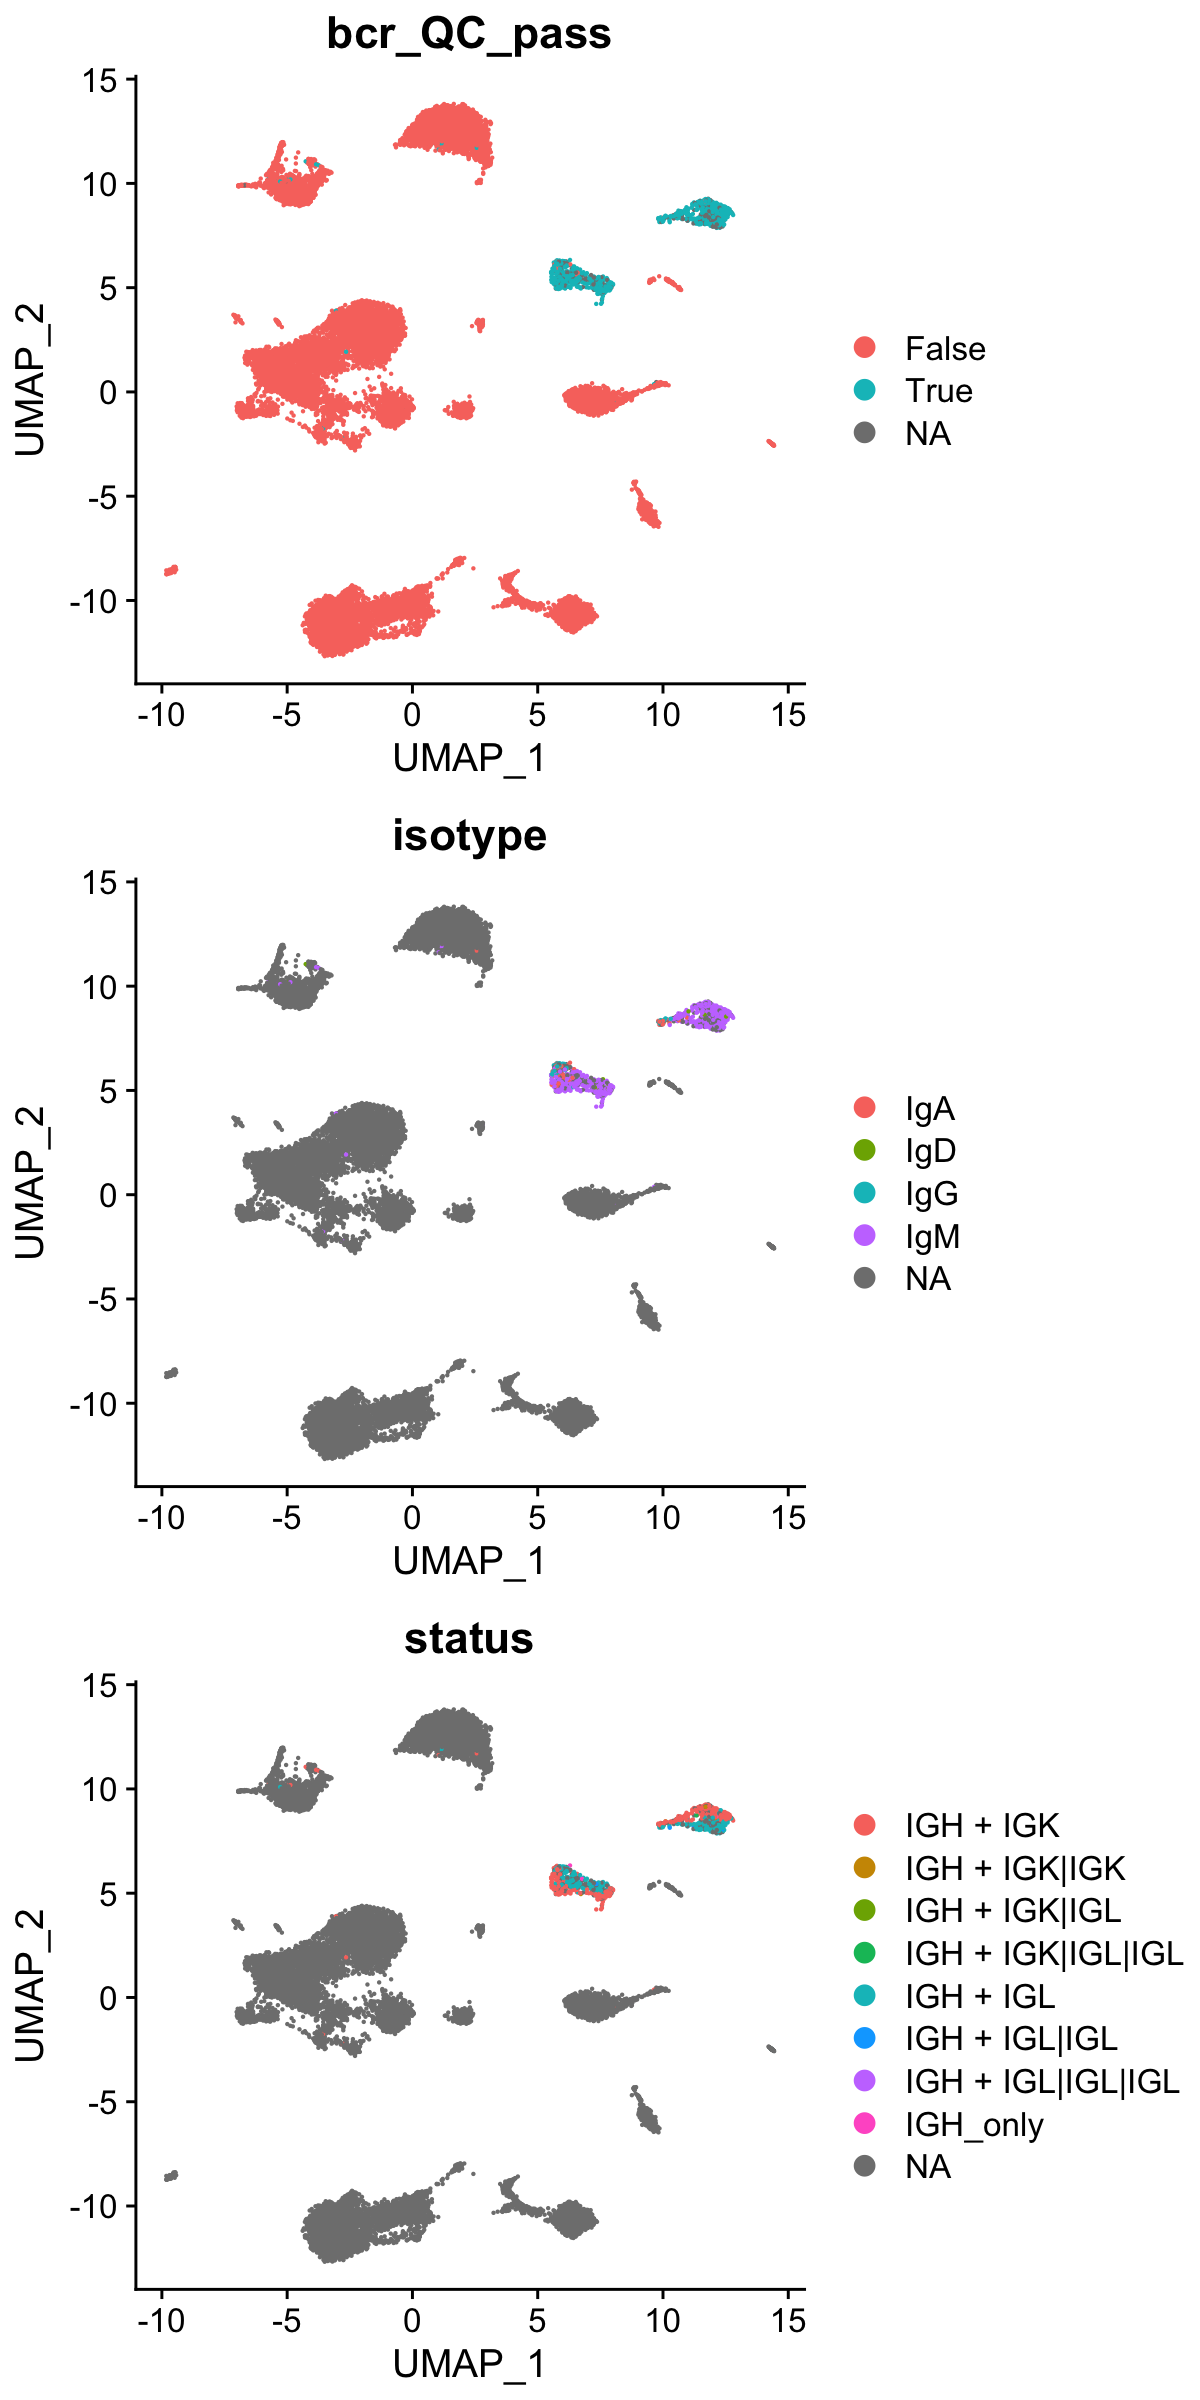 bcr_QC_pass
15
10
5
0
-5
-10
UMAP_2
-10 -5 0 5 10 15
UMAP_1
False
True
NA
isotype
15
10
5
0
-5
-10
UMAP_2
-10 -5 0 5 10 15
UMAP_1
IgA
IgD
IgG
IgM
NA
status
15
10
5
0
-5
-10
UMAP_2
-10 -5 0 5 10 15
UMAP_1
IGH + IGK
IGH + IGK|IGK
IGH + IGK|IGL
IGH + IGK|IGL|IGL
IGH + IGL
IGH + IGL|IGL
IGH + IGL|IGL|IGL
IGH_only
NA